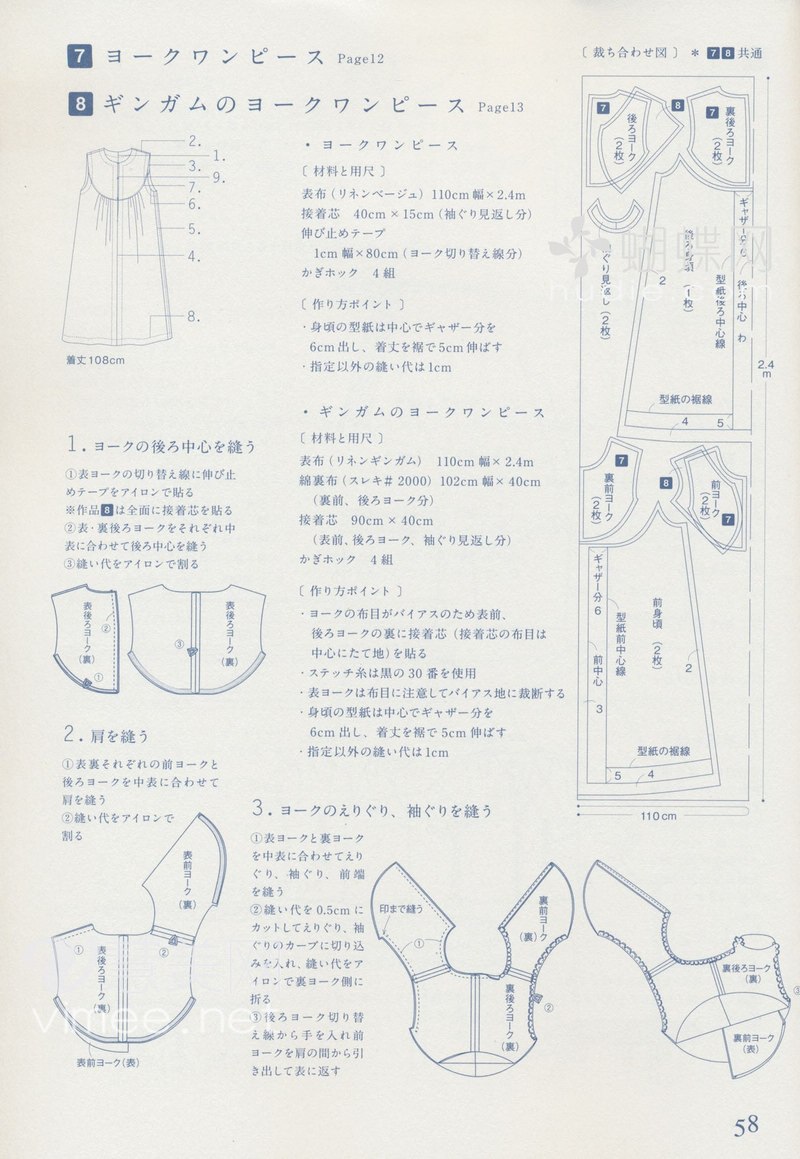 7 ヨークワンピース Page12
8 ギンガムのヨークワンピース Page13
2.
1.
3.
9.
7.
6.
5.
4.
8.
着丈108cm
・ヨークワンピース
〔 材料と用尺 〕
表布（リネンベージュ）110cm幅×2.4m
接着芯 40cm×15cm（袖ぐり見返し分）
伸び止めテープ
1cm幅×80cm（ヨーク切り替え線分）
かぎホック 4組
〔 作り方ポイント 〕
・身頃の型紙は中心でギャザー分を
6cm出し、着丈を裾で5cm伸ばす
・指定以外の縫い代は1cm
・ギンガムのヨークワンピース
〔 材料と用尺 〕
表布（リネンギンガム） 110cm幅×2.4m
綿裏布（スレキ#2000）102cm幅×40cm
（裏前、後ろヨーク分）
接着芯 90cm×40cm
（表前、後ろヨーク、袖ぐり見返し分）
かぎホック 4組
〔 作り方ポイント 〕
・ヨークの布目がバイアスのため表前、
後ろヨークの裏に接着芯（接着芯の布目は
中心にたて地）を貼る
・ステッチ糸は黒の30番を使用
・表ヨークは布目に注意してバイアス地に裁断する
・身頃の型紙は中心でギャザー分を
6cm出し、着丈を裾で5cm伸ばす
・指定以外の縫い代は1cm
〔 裁ち合わせ図 〕 * 7 8 共通
7
後ろヨーク（2枚）
8
7
裏後ろヨーク（2枚）
ギャザー分6
後ろ中心 わ
型紙後ろ中心線
後ろ身頃（1枚）
袖ぐり見返し（2枚）
2
2.4m
型紙の裾線
4
5
7
裏前ヨーク（2枚）
8
前ヨーク（2枚）
7
ギャザー分6
前中心
3
型紙前中心線
前身頃（2枚）
2
型紙の裾線
5
4
110cm
1. ヨークの後ろ中心を縫う
①表ヨークの切り替え線に伸び止
めテープをアイロンで貼る
※作品8は全面に接着芯を貼る
②表・裏後ろヨークをそれぞれ中
表に合わせて後ろ中心を縫う
③縫い代をアイロンで割る
表後ろヨーク（裏）
②
①
③
表後ろヨーク（裏）
2. 肩を縫う
①表裏それぞれの前ヨークと
後ろヨークを中表に合わせて
肩を縫う
②縫い代をアイロンで
割る
表前ヨーク（裏）
①
表後ろヨーク（裏）
②
表前ヨーク（表）
3. ヨークのえりぐり、袖ぐりを縫う
①表ヨークと裏ヨーク
を中表に合わせてえり
ぐり、袖ぐり、前端
を縫う
②縫い代を0.5cmに
カットしてえりぐり、袖
ぐりのカーブに切り込
みを入れ、縫い代をア
イロンで裏ヨーク側に
折る
③後ろヨーク切り替
え線から手を入れ前
ヨークを肩の間から引
き出して表に返す
印まで縫う
①
裏前ヨーク（裏）
裏後ろヨーク（裏）
②
裏後ろヨーク（裏）
③
裏前ヨーク（表）
蝴蝶网
vimee.ne
58